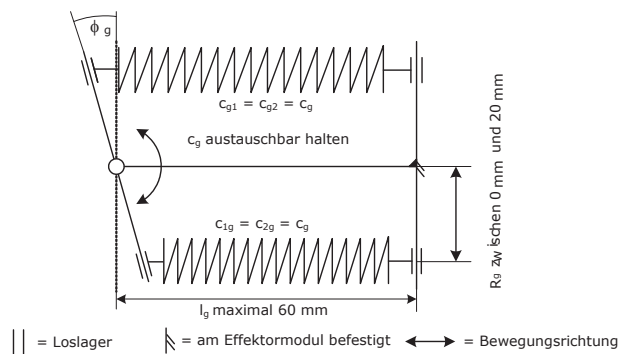 ϕ g
c g1 = c g2 = c g
c g austauschbar halten
c 1g = c 2g = c g
R g zwischen 0 mm und 20 mm
l g maximal 60 mm
= Loslager
= am Effektormodul befestigt
= Bewegungsrichtung